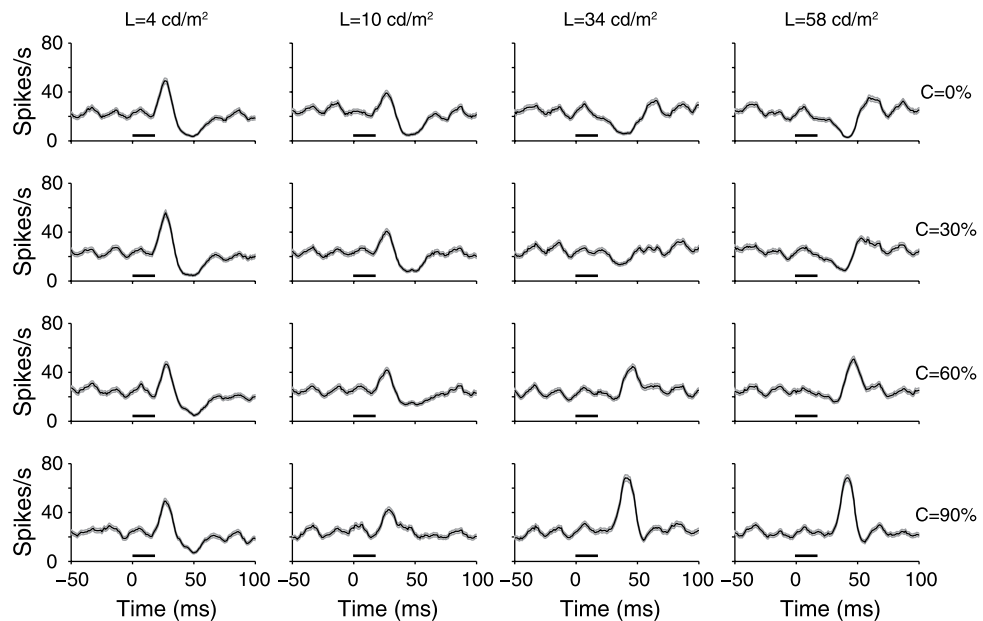 L=4 cd/m² L=10 cd/m² L=34 cd/m² L=58 cd/m²
Spikes/s 80 40 0 C=0%
Spikes/s 80 40 0 C=30%
Spikes/s 80 40 0 C=60%
Spikes/s 80 40 0 C=90%
−50 0 50 100 −50 0 50 100 −50 0 50 100 −50 0 50 100
Time (ms) Time (ms) Time (ms) Time (ms)